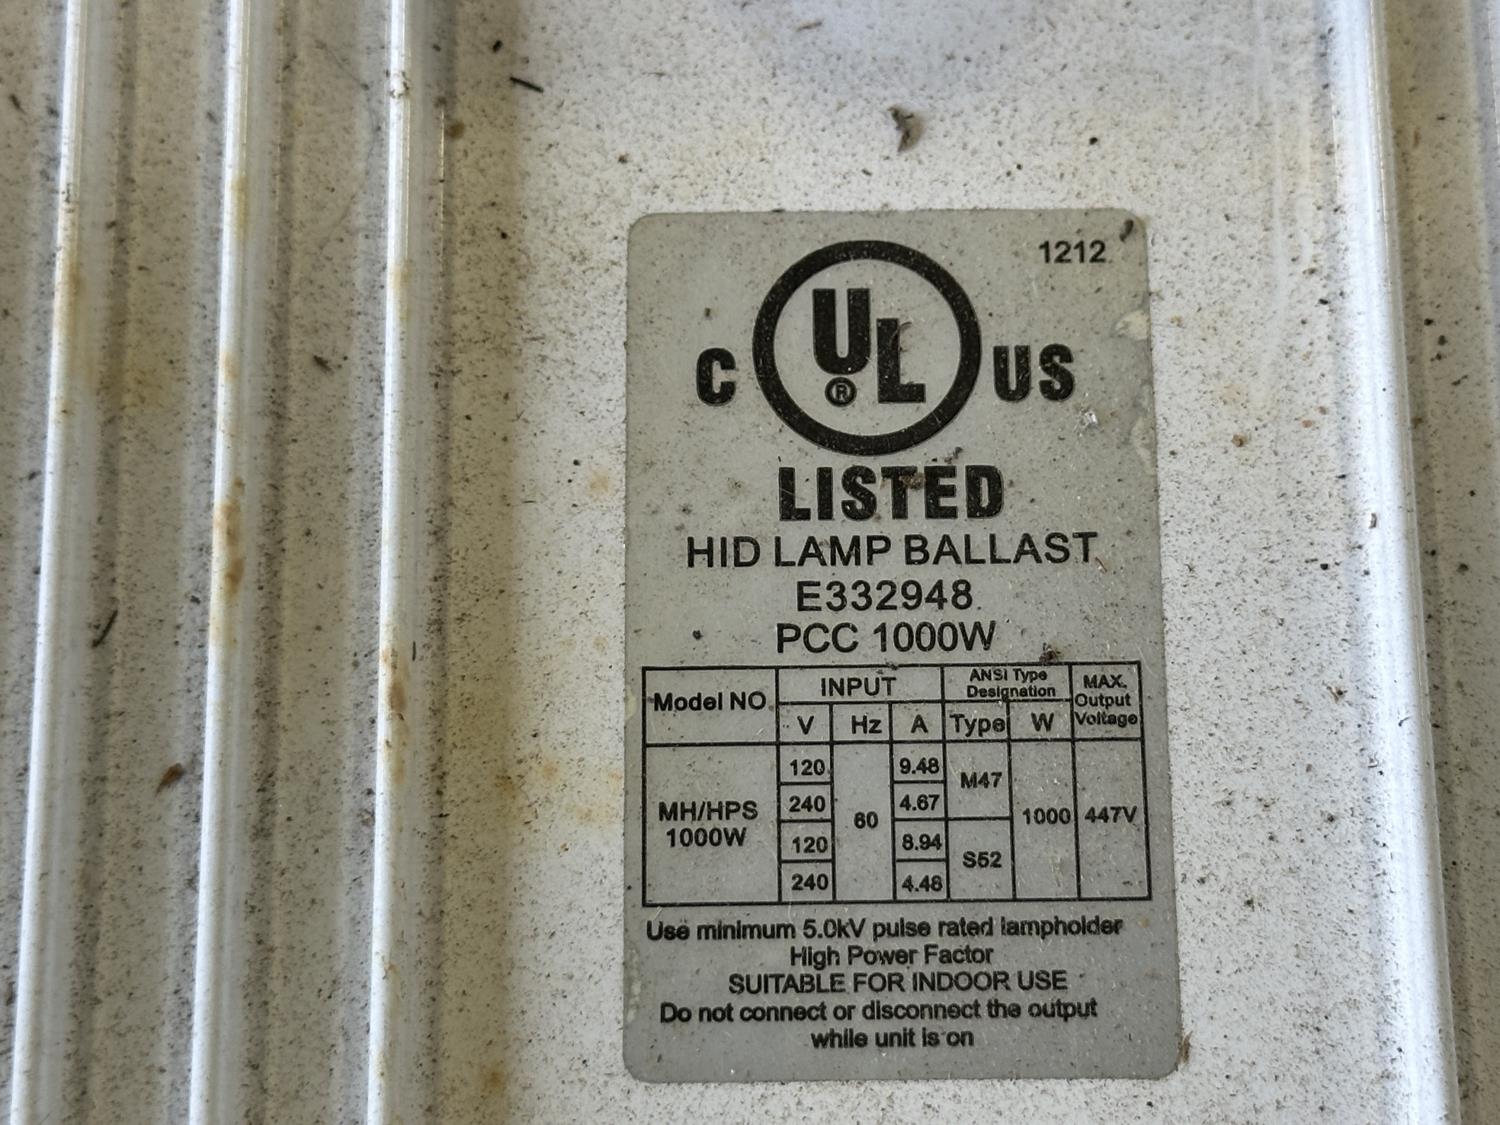 1212
C UL US
®
LISTED
HID LAMP BALLAST
E332948
PCC 1000W
Model NO. INPUT ANSI Type Designation MAX. Output Voltage
V Hz A Type W
MH/HPS 1000W 120 60 9.48 M47 1000 447V
240 4.67
120 8.94 S52
240 4.48
Use minimum 5.0kV pulse rated lampholder
High Power Factor
SUITABLE FOR INDOOR USE
Do not connect or disconnect the output
while unit is on